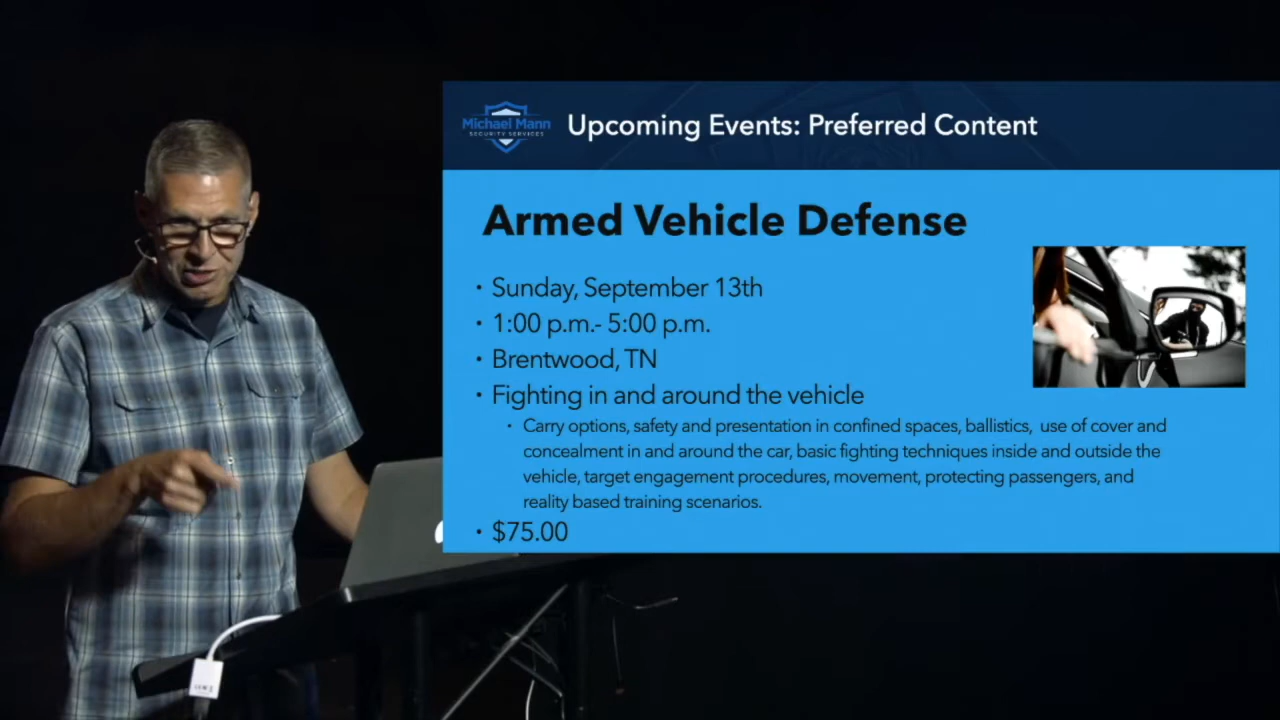 Michael Mann
SECURITY SERVICES
Upcoming Events: Preferred Content
Armed Vehicle Defense
• Sunday, September 13th
• 1:00 p.m.- 5:00 p.m.
• Brentwood, TN
• Fighting in and around the vehicle
• Carry options, safety and presentation in confined spaces, ballistics, use of cover and
concealment in and around the car, basic fighting techniques inside and outside the
vehicle, target engagement procedures, movement, protecting passengers, and
reality based training scenarios.
• $75.00